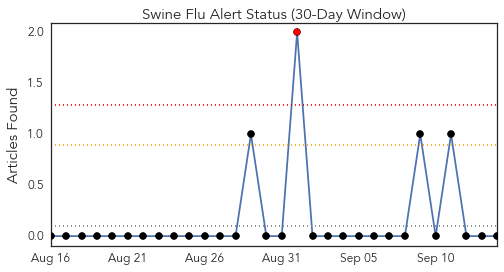 Swine Flu Alert Status (30-Day Window)
Articles Found
2.0
1.5
1.0
0.5
0.0
Aug 16 Aug 21 Aug 26 Aug 31 Sep 05 Sep 10